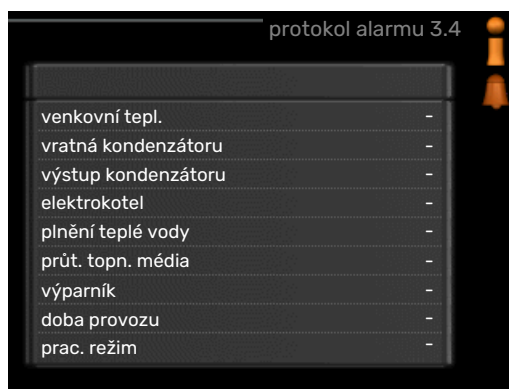 protokol alarmu 3.4
venkovní tepl. -
vratná kondenzátoru -
výstup kondenzátoru -
elektrokotel -
plnění teplé vody -
průt. topn. média -
výparník -
doba provozu -
prac. režim -